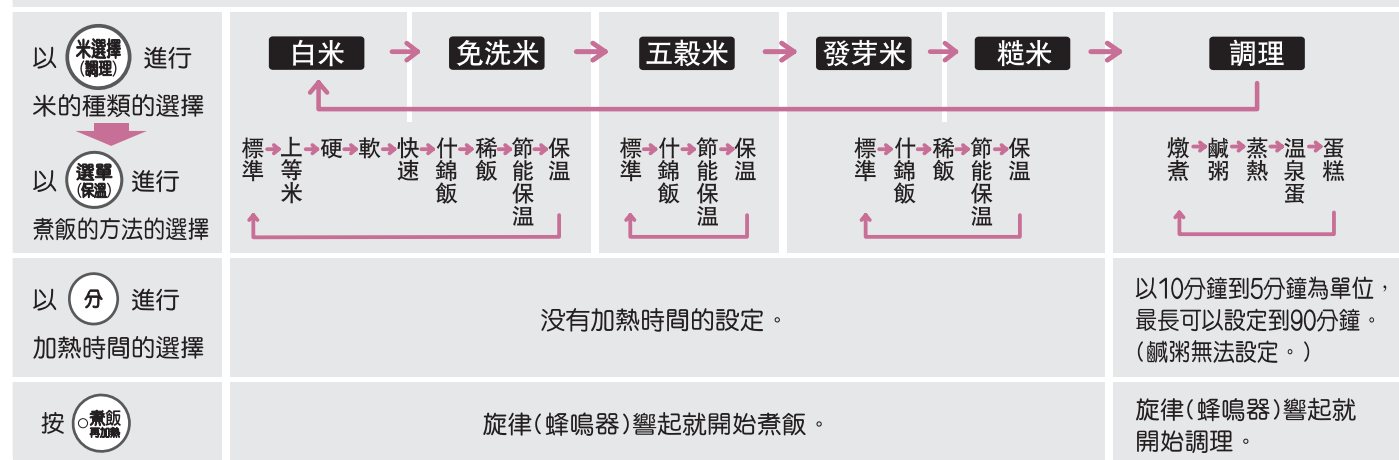 以 米選擇(調理) 進行
米的種類的選擇
以 選單(保溫) 進行
煮飯的方法的選擇
白米 → 免洗米 → 五穀米 → 發芽米 → 糙米 → 調理
標準→上等米→硬→軟→快速→什錦飯→稀飯→節能保温→保温
標準→什錦飯→節能保温→保温
標準→什錦飯→稀飯→節能保温→保温
燉煮→鹹粥→蒸熱→温泉蛋→蛋糕
以 分 進行
加熱時間的選擇
没有加熱時間的設定。
以10分鐘到5分鐘為單位,
最長可以設定到90分鐘。
(鹹粥無法設定。)
按 煮飯 再加熱
旋律(蜂鳴器)響起就開始煮飯。
旋律(蜂鳴器)響起就
開始調理。